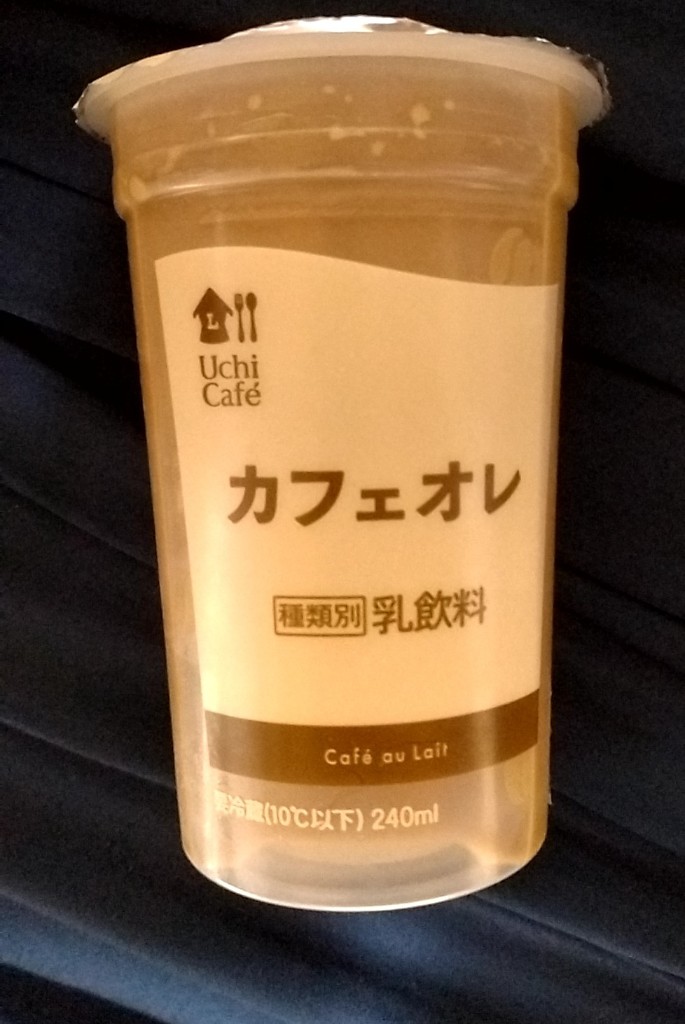 L
Uchi
Café
カフェオレ
種類別 乳飲料
Café au Lait
要冷蔵(10℃以下) 240ml